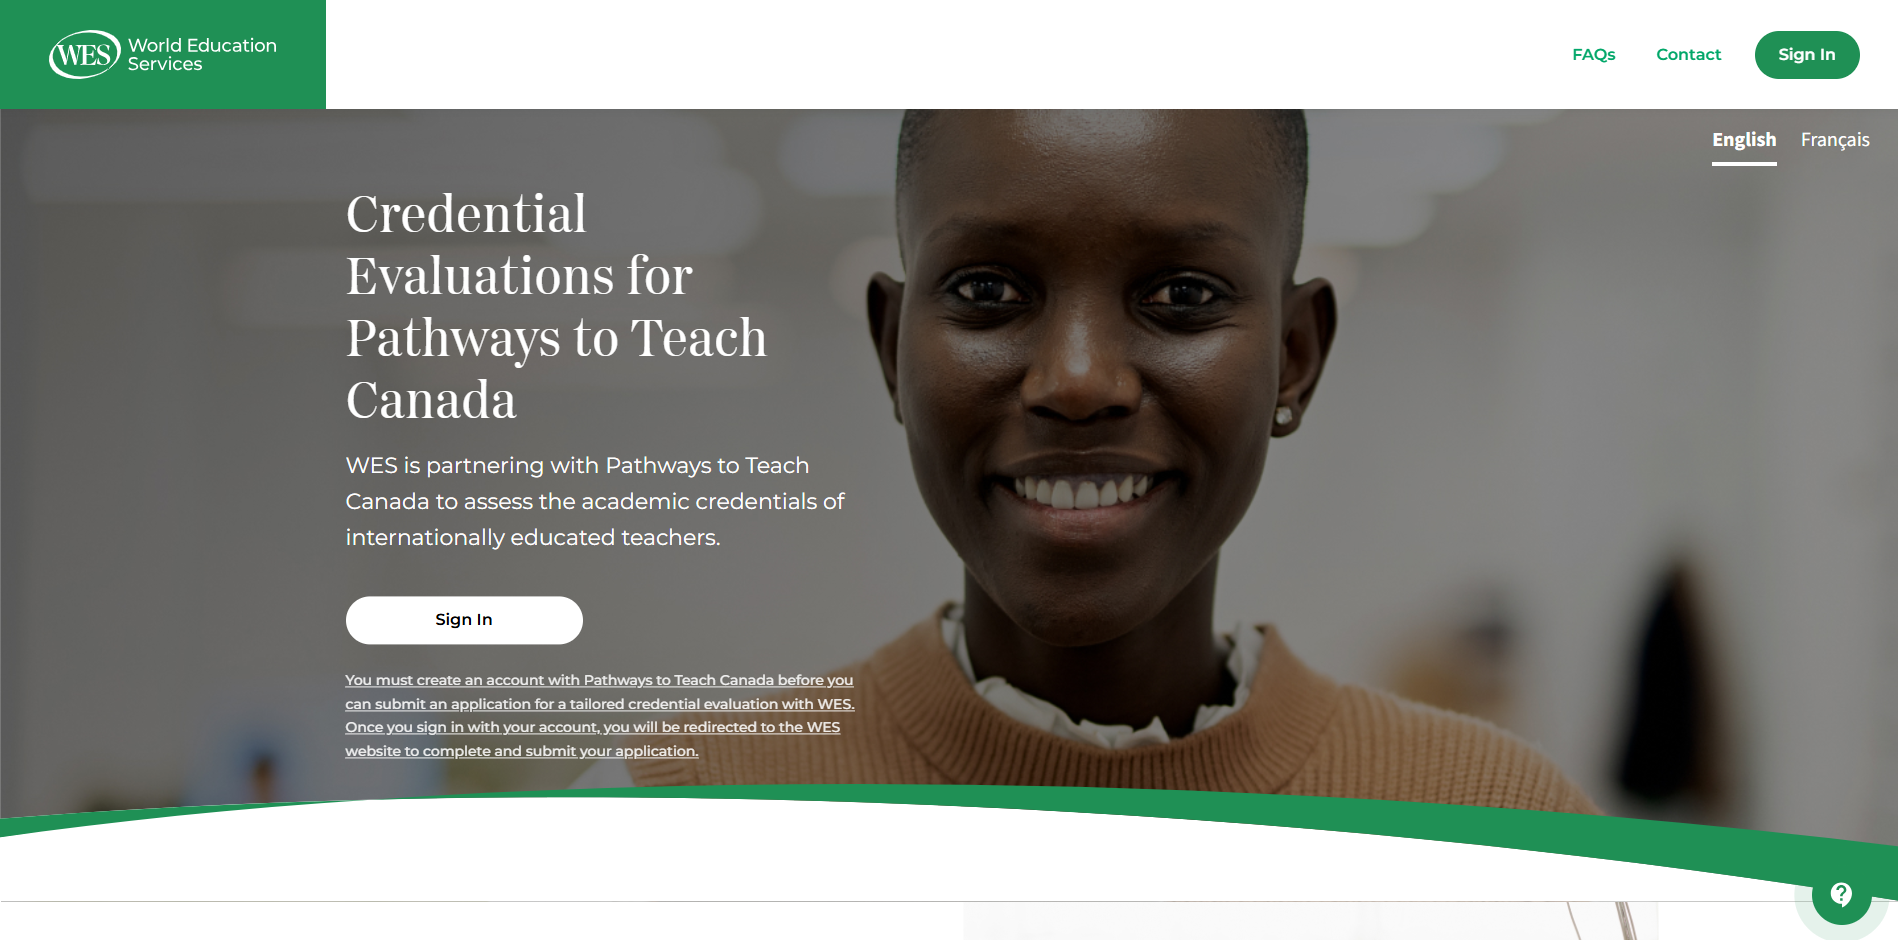 WES World Education
Services
FAQs
Contact
Sign In
English
Français
Credential
Evaluations for
Pathways to Teach
Canada
WES is partnering with Pathways to Teach
Canada to assess the academic credentials of
internationally educated teachers.
Sign In
You must create an account with Pathways to Teach Canada before you
can submit an application for a tailored credential evaluation with WES.
Once you sign in with your account, you will be redirected to the WES
website to complete and submit your application.
?